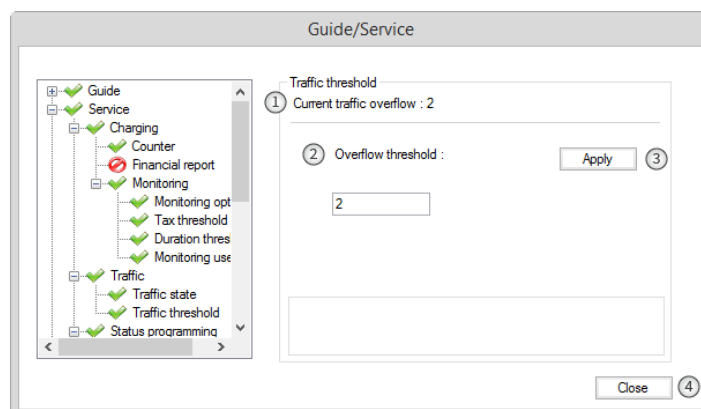 Guide/Service
Guide
Service
Charging
Counter
Financial report
Monitoring
Monitoring opt
Tax threshold
Duration thres
Monitoring use
Traffic
Traffic state
Traffic threshold
Status programming
Traffic threshold
1 Current traffic overflow : 2
2 Overflow threshold :
Apply 3
2
Close 4